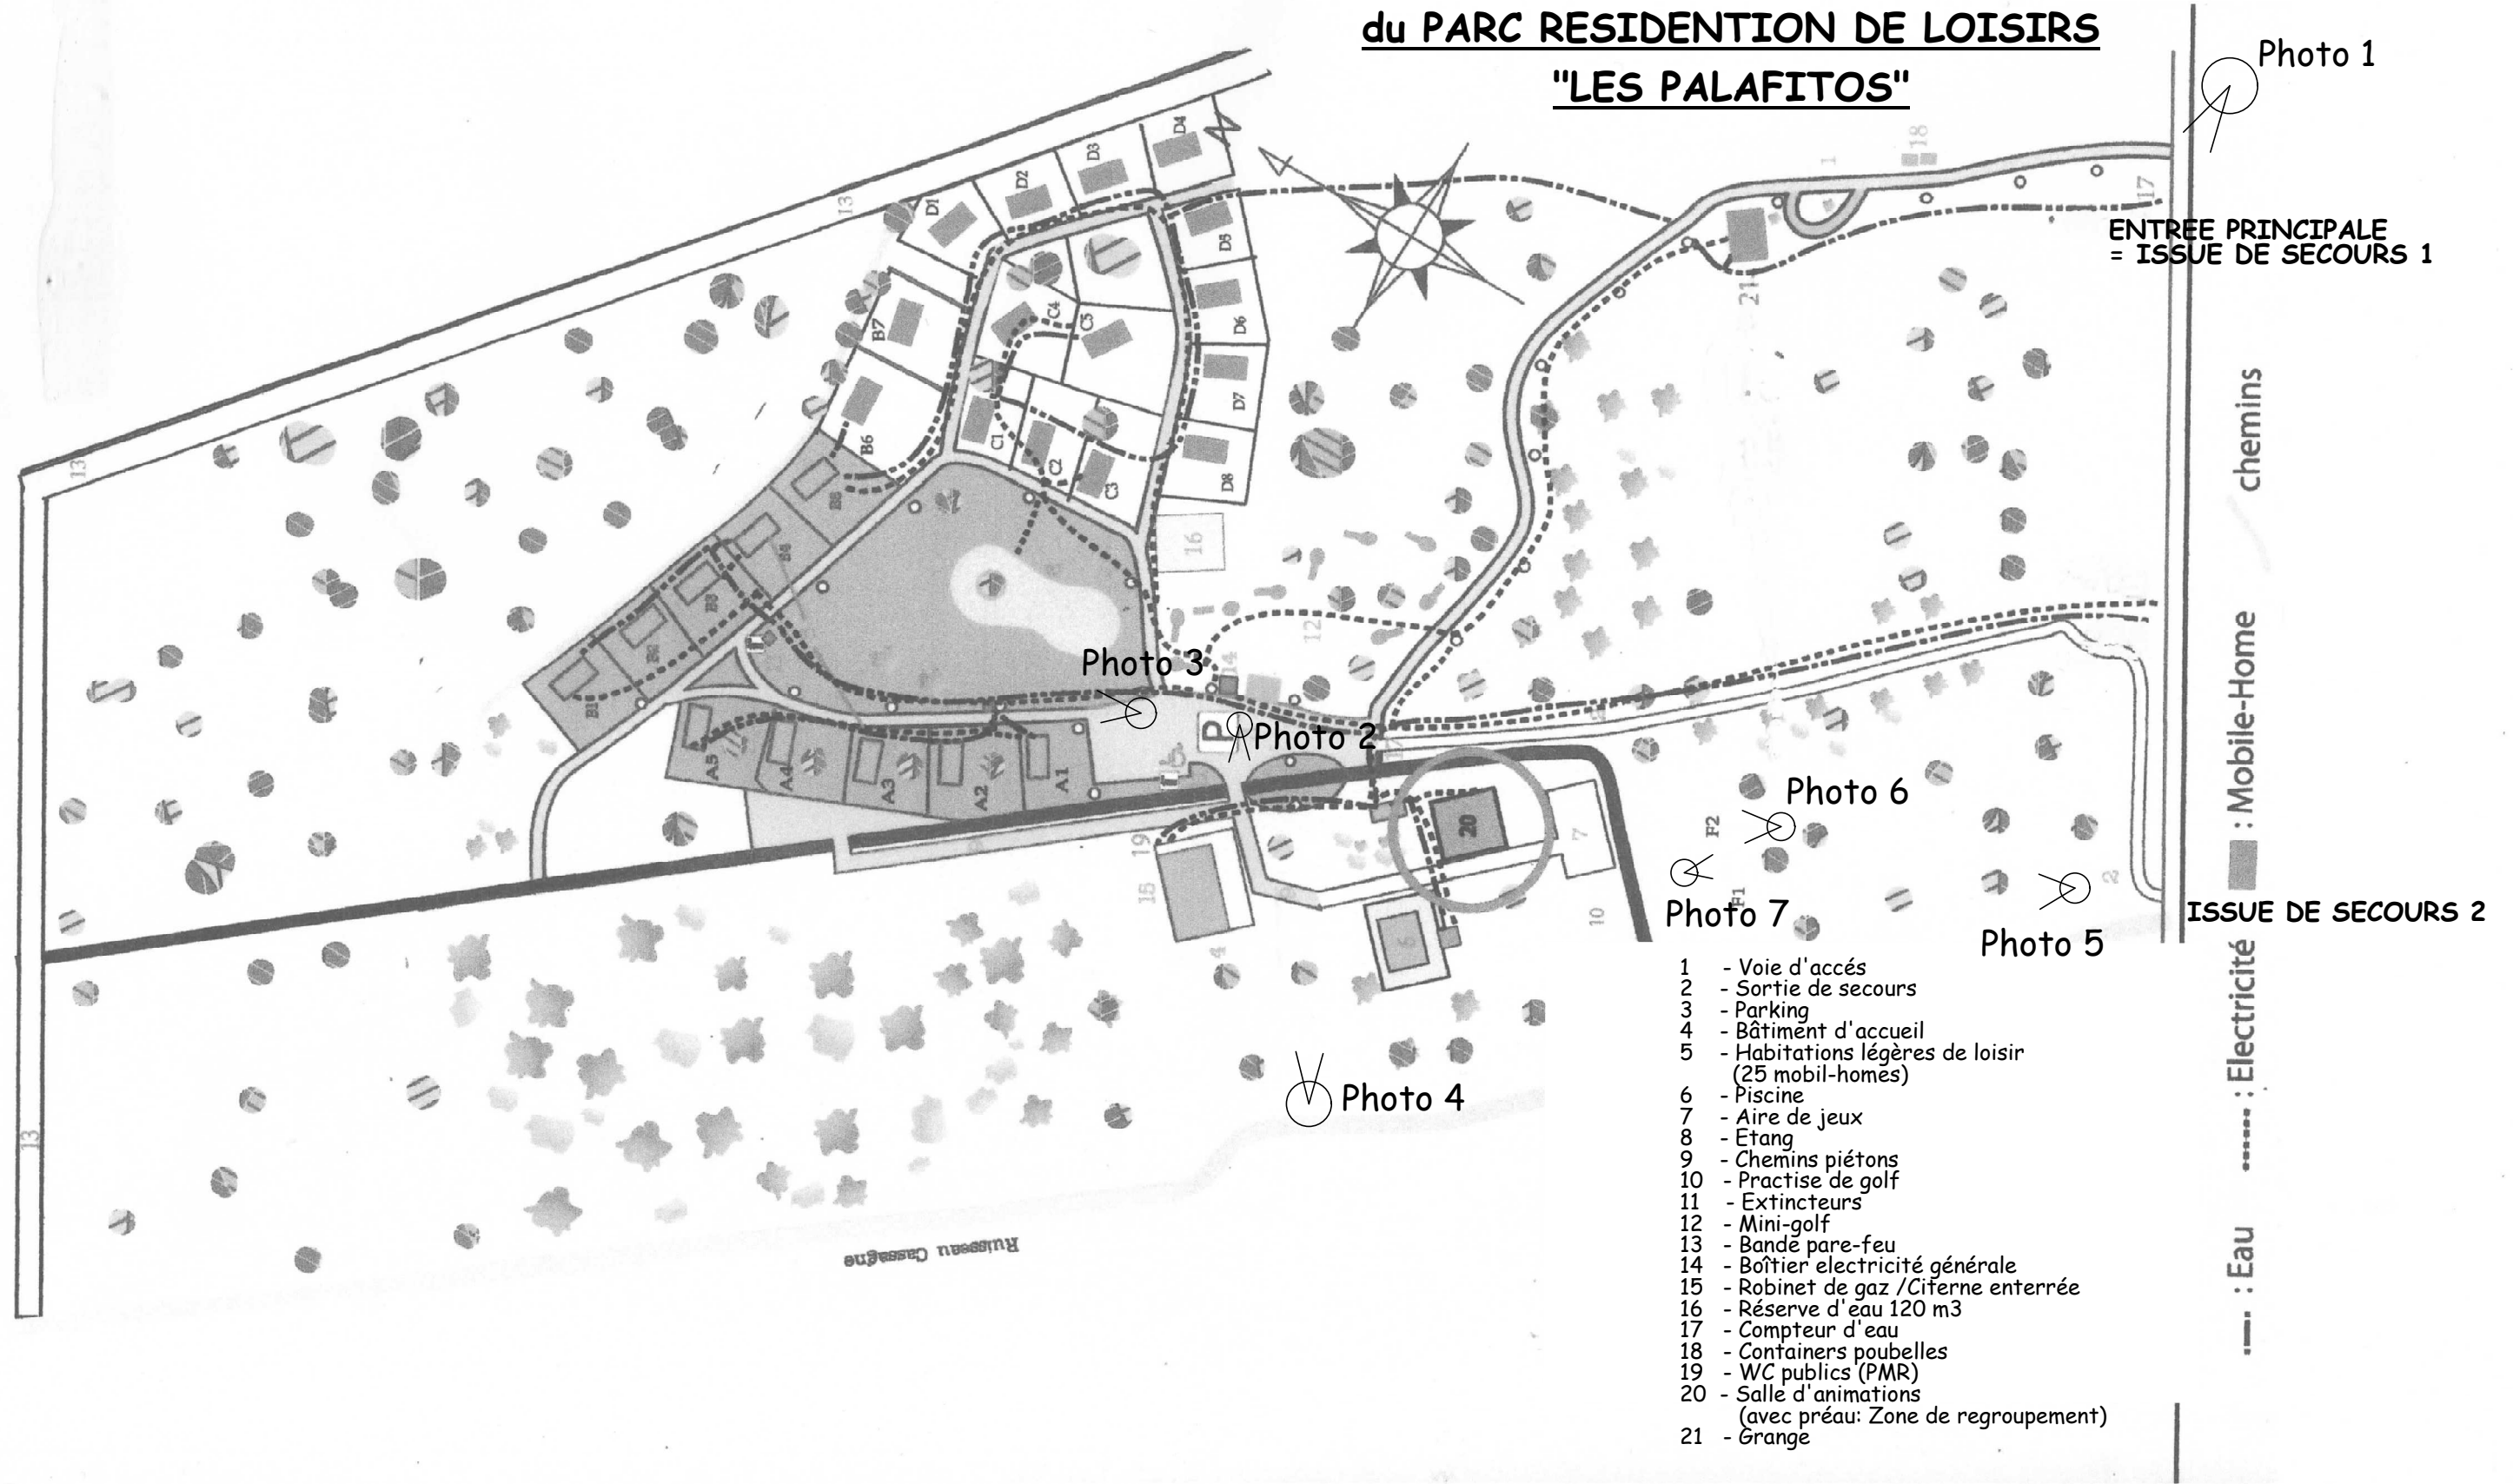 du PARC RESIDENTION DE LOISIRS
"LES PALAFITOS"
Photo 1
ENTREE PRINCIPALE
= ISSUE DE SECOURS 1
13
13
13
D1
D2
D3
D4
D5
D6
D7
D8
B7
B6
B5
B4
B3
B2
B1
C4
C5
C1
C2
C3
A5
A4
A3
A2
A1
1
18
17
21
16
12
14
Photo 3
P
Photo 2
19
15
4
20
7
6
10
F2
F1
2
Photo 6
Photo 7
Photo 5
ISSUE DE SECOURS 2
Photo 4
Ruisseau Cassagne
chemins
: Mobile-Home
: Electricité
: Eau
1 - Voie d'accés
2 - Sortie de secours
3 - Parking
4 - Bâtiment d'accueil
5 - Habitations légères de loisir
(25 mobil-homes)
6 - Piscine
7 - Aire de jeux
8 - Etang
9 - Chemins piétons
10 - Practise de golf
11 - Extincteurs
12 - Mini-golf
13 - Bande pare-feu
14 - Boîtier electricité générale
15 - Robinet de gaz /Citerne enterrée
16 - Réserve d'eau 120 m3
17 - Compteur d'eau
18 - Containers poubelles
19 - WC publics (PMR)
20 - Salle d'animations
(avec préau: Zone de regroupement)
21 - Grange